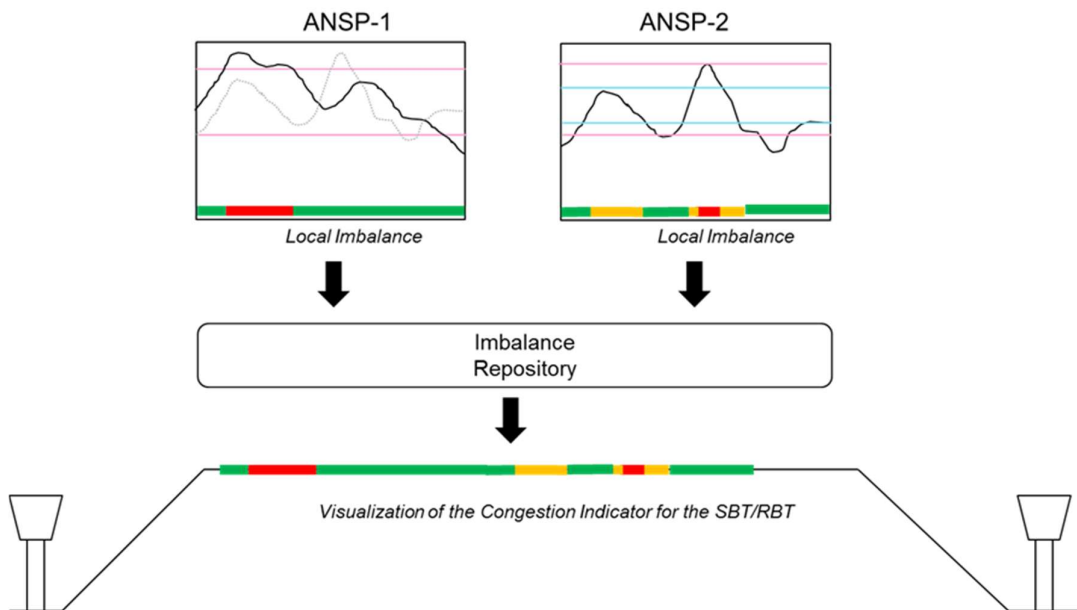 ANSP-1
ANSP-2
Local Imbalance
Local Imbalance
Imbalance
Repository
Visualization of the Congestion Indicator for the SBT/RBT